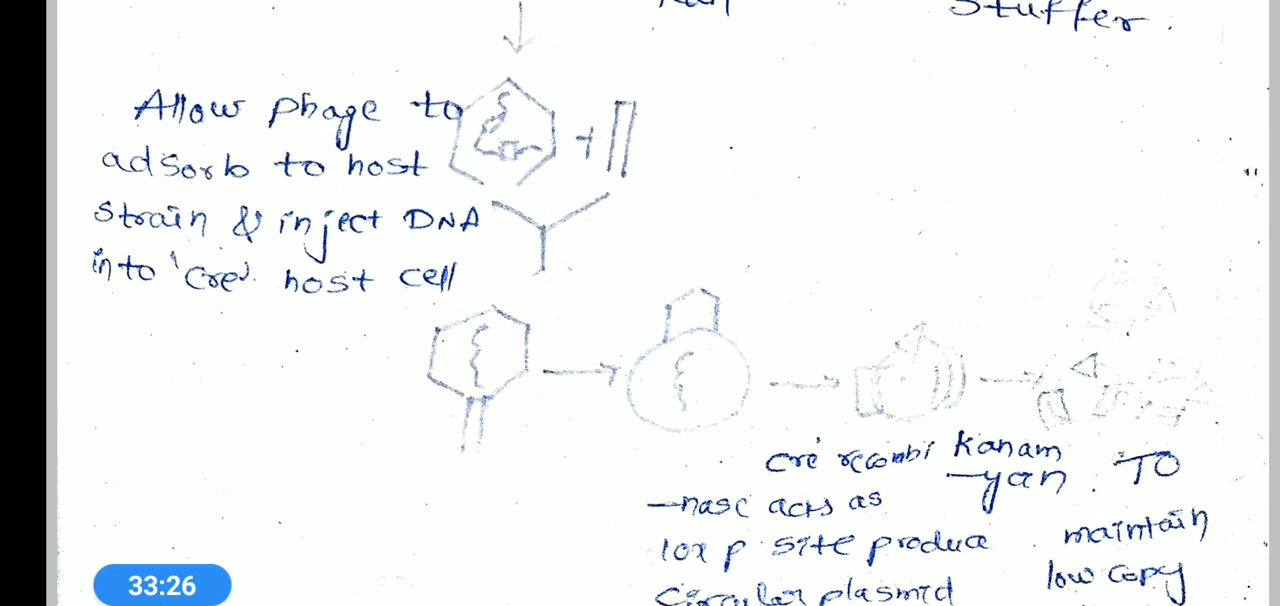 Stuffer.
Allow phage to
adsorb to host
strain & inject DNA
into 'cre'. host cell
cre recombi
-nase acts as
lox p site produce
circular plasmid
Kanam
-yan.
To
maintain
low copy
33:26